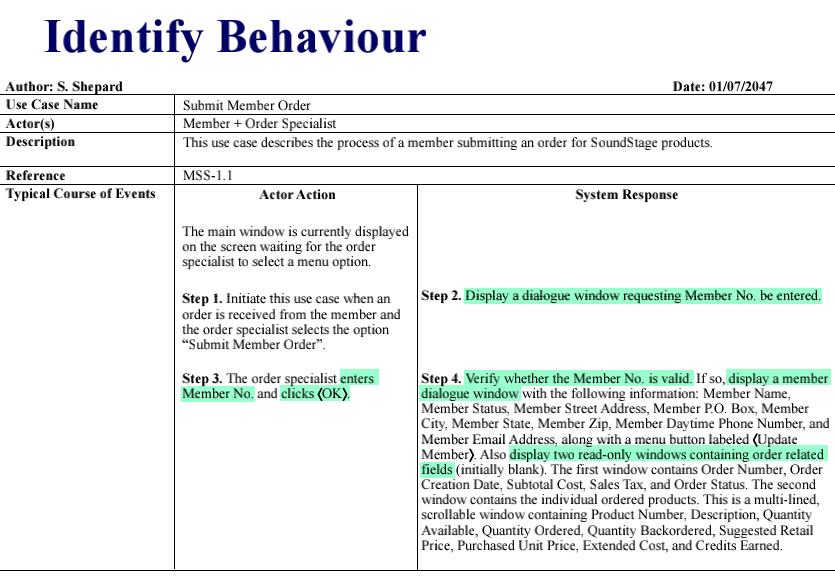 Identify Behaviour
Author: S. Shepard Date: 01/07/2047
Use Case Name Submit Member Order
Actor(s) Member + Order Specialist
Description This use case describes the process of a member submitting an order for SoundStage products.
Reference MSS-1.1
Typical Course of Events Actor Action System Response
The main window is currently displayed
on the screen waiting for the order
specialist to select a menu option.
Step 1. Initiate this use case when an
order is received from the member and
the order specialist selects the option
“Submit Member Order”.
Step 2. Display a dialogue window requesting Member No. be entered.
Step 3. The order specialist enters
Member No. and clicks ⟨OK⟩.
Step 4. Verify whether the Member No. is valid. If so, display a member
dialogue window with the following information: Member Name,
Member Status, Member Street Address, Member P.O. Box, Member
City, Member State, Member Zip, Member Daytime Phone Number, and
Member Email Address, along with a menu button labeled ⟨Update
Member⟩. Also display two read-only windows containing order related
fields (initially blank). The first window contains Order Number, Order
Creation Date, Subtotal Cost, Sales Tax, and Order Status. The second
window contains the individual ordered products. This is a multi-lined,
scrollable window containing Product Number, Description, Quantity
Available, Quantity Ordered, Quantity Backordered, Suggested Retail
Price, Purchased Unit Price, Extended Cost, and Credits Earned.